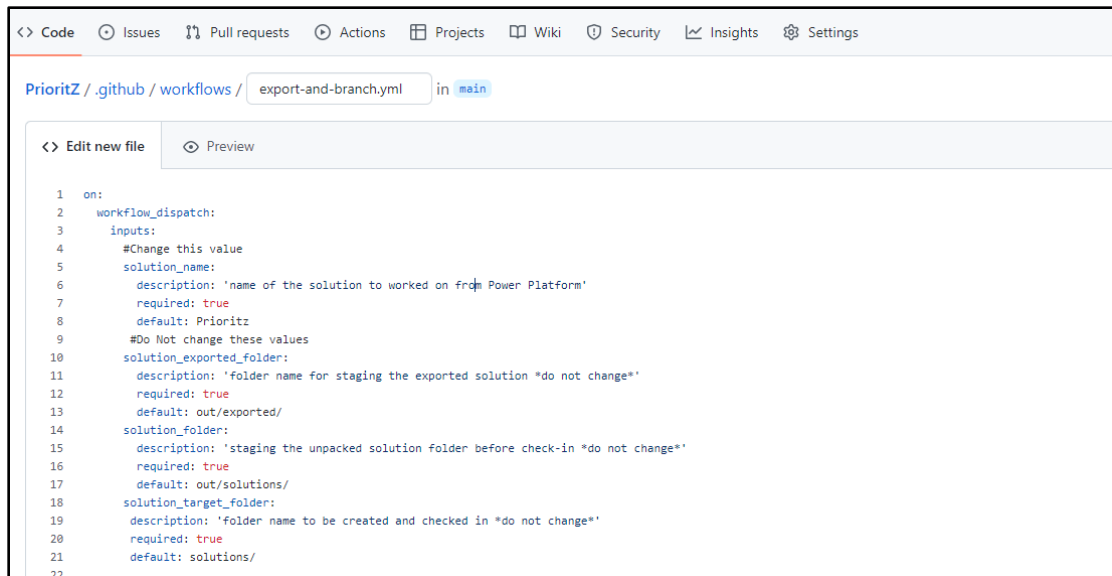 Code Issues Pull requests Actions Projects Wiki Security Insights Settings
PrioritZ / .github / workflows / export-and-branch.yml in main
Edit new file Preview
1 on:
2 workflow_dispatch:
3 inputs:
4 #Change this value
5 solution_name:
6 description: 'name of the solution to worked on from Power Platform'
7 required: true
8 default: Prioritz
9 #Do Not change these values
10 solution_exported_folder:
11 description: 'folder name for staging the exported solution *do not change*'
12 required: true
13 default: out/exported/
14 solution_folder:
15 description: 'staging the unpacked solution folder before check-in *do not change*'
16 required: true
17 default: out/solutions/
18 solution_target_folder:
19 description: 'folder name to be created and checked in *do not change*'
20 required: true
21 default: solutions/
22